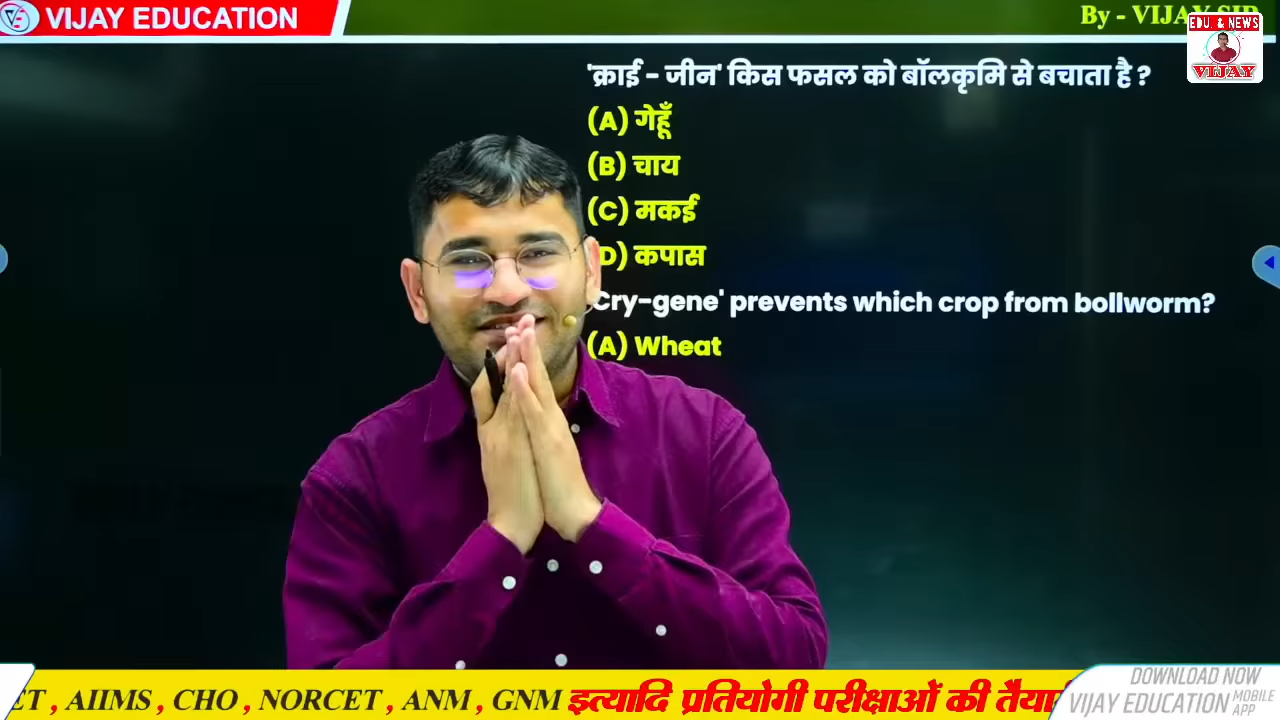 VIJAY EDUCATION
By - VIJAY SIR
EDU. & NEWS
VIJAY
'क्राई - जीन' किस फसल को बॉलकृमि से बचाता है ?
(A) गेहूँ
(B) चाय
(C) मकई
D) कपास
Cry-gene' prevents which crop from bollworm?
(A) Wheat
ET , AIIMS , CHO , NORCET , ANM , GNM इत्यादि प्रतियोगी परीक्षाओं की तैया
DOWNLOAD NOW
VIJAY EDUCATION MOBILE APP